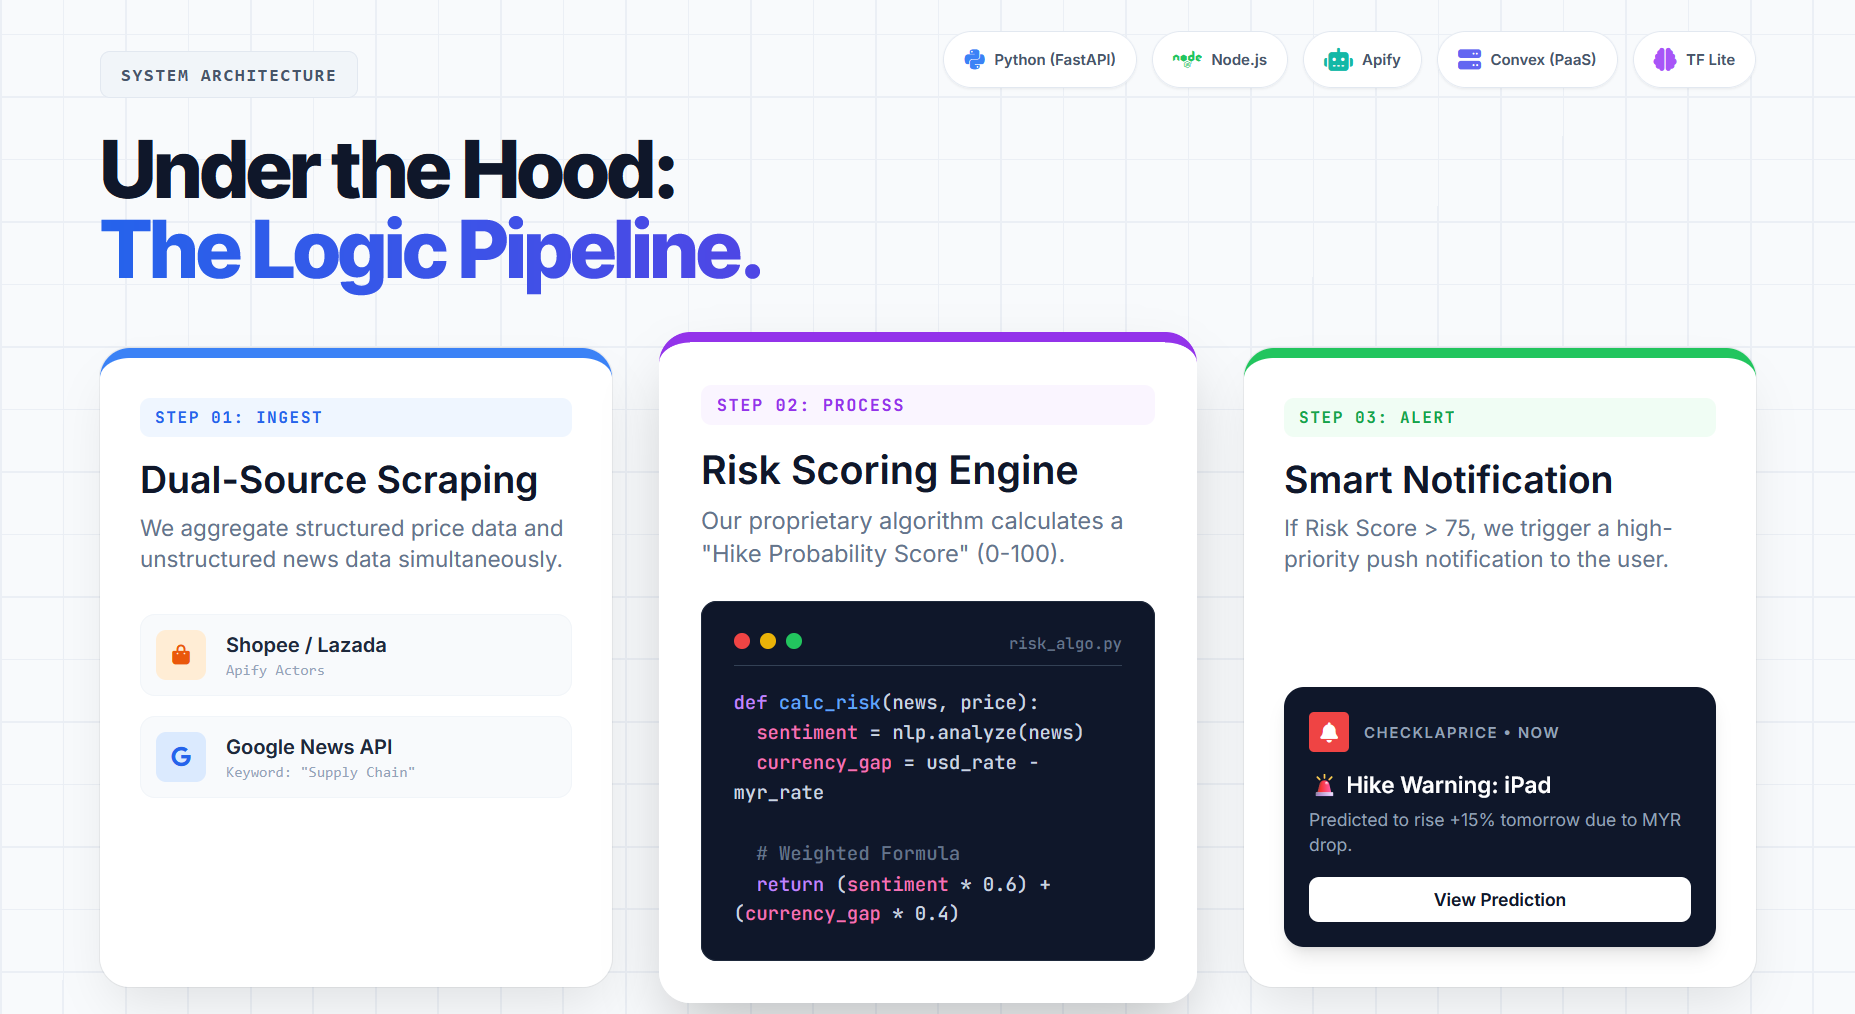 SYSTEM ARCHITECTURE
Python (FastAPI)
node
Node.js
Apify
Convex (PaaS)
TF Lite
Under the Hood:
The Logic Pipeline.
STEP 01: INGEST
Dual-Source Scraping
We aggregate structured price data and
unstructured news data simultaneously.
Shopee / Lazada
Apify Actors
G
Google News API
Keyword: "Supply Chain"
STEP 02: PROCESS
Risk Scoring Engine
Our proprietary algorithm calculates a
"Hike Probability Score" (0-100).
risk_algo.py
def calc_risk(news, price):
  sentiment = nlp.analyze(news)
  currency_gap = usd_rate -
myr_rate
  # Weighted Formula
  return (sentiment * 0.6) +
(currency_gap * 0.4)
STEP 03: ALERT
Smart Notification
If Risk Score > 75, we trigger a high-
priority push notification to the user.
CHECKLAPRICE • NOW
🚨 Hike Warning: iPad
Predicted to rise +15% tomorrow due to MYR
drop.
View Prediction